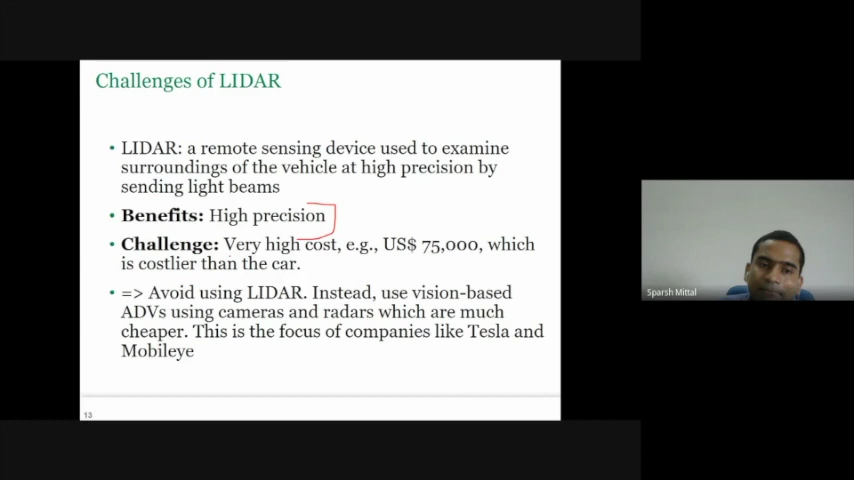 Challenges of LIDAR
• LIDAR: a remote sensing device used to examine
surroundings of the vehicle at high precision by
sending light beams
• Benefits: High precision
• Challenge: Very high cost, e.g., US$ 75,000, which
is costlier than the car.
• => Avoid using LIDAR. Instead, use vision-based
ADVs using cameras and radars which are much
cheaper. This is the focus of companies like Tesla and
Mobileye
13
Sparsh Mittal